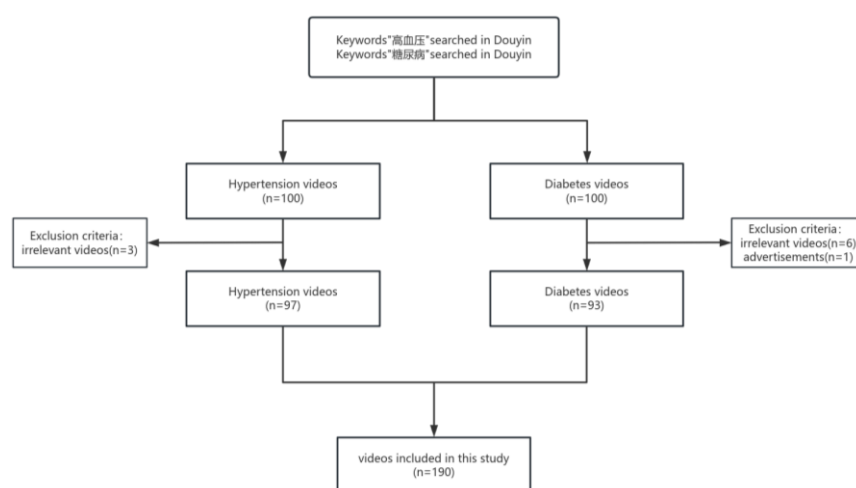 Keywords"高血压"searched in Douyin
Keywords"糖尿病"searched in Douyin
Hypertension videos
(n=100)
Diabetes videos
(n=100)
Exclusion criteria:
irrelevant videos(n=3)
Exclusion criteria:
irrelevant videos(n=6)
advertisements(n=1)
Hypertension videos
(n=97)
Diabetes videos
(n=93)
videos included in this study
(n=190)